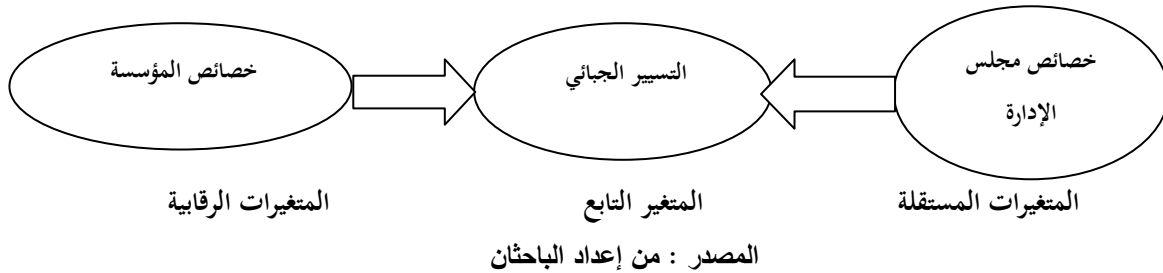 خصائص مجلس
الإدارة
التسيير الجبائي
خصائص المؤسسة
المتغيرات المستقلة
المتغير التابع
المتغيرات الرقابية
المصدر : من إعداد الباحثان